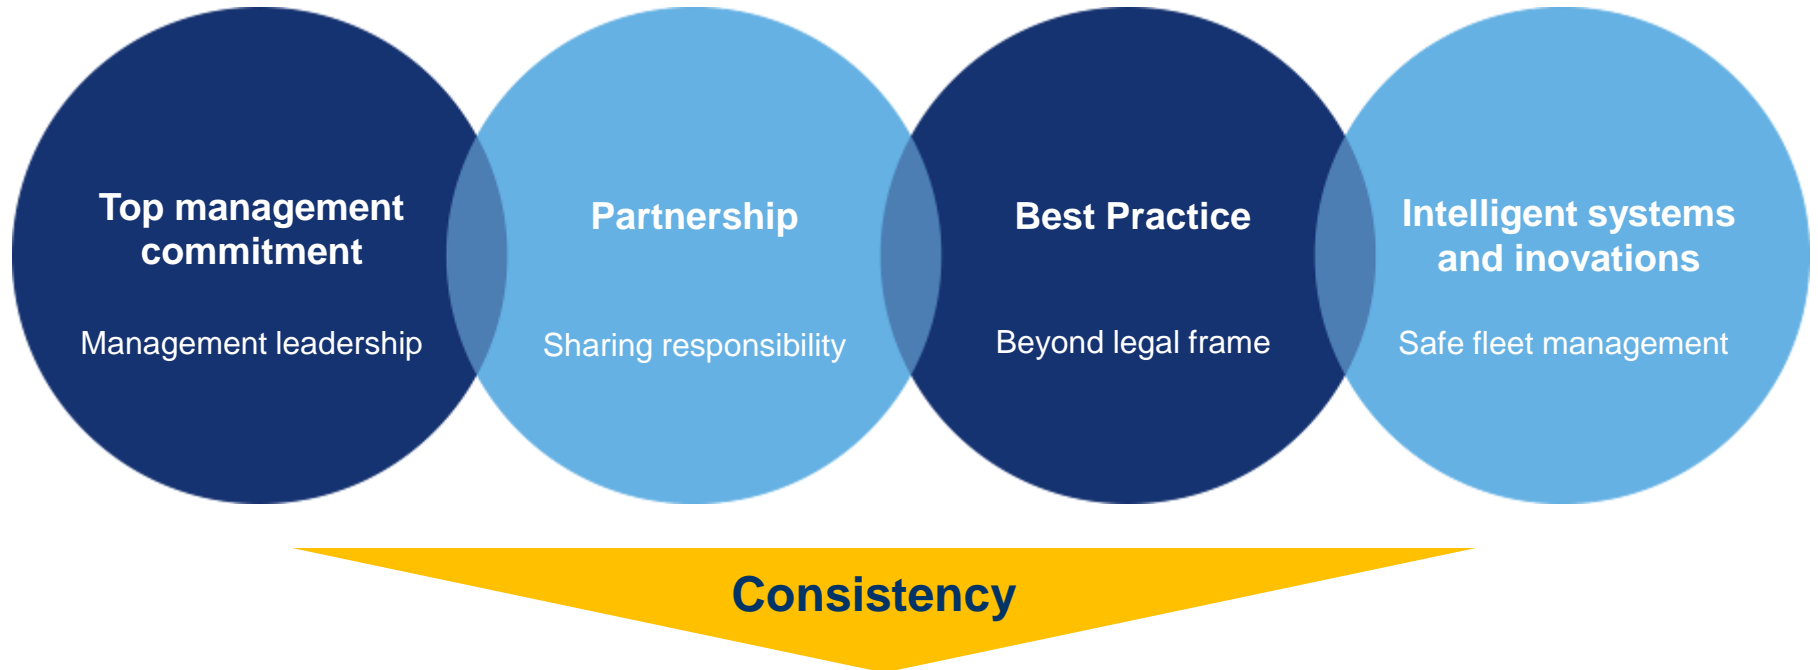 Top management
commitment
Management leadership
Partnership
Sharing responsibility
Best Practice
Beyond legal frame
Intelligent systems
and inovations
Safe fleet management
Consistency